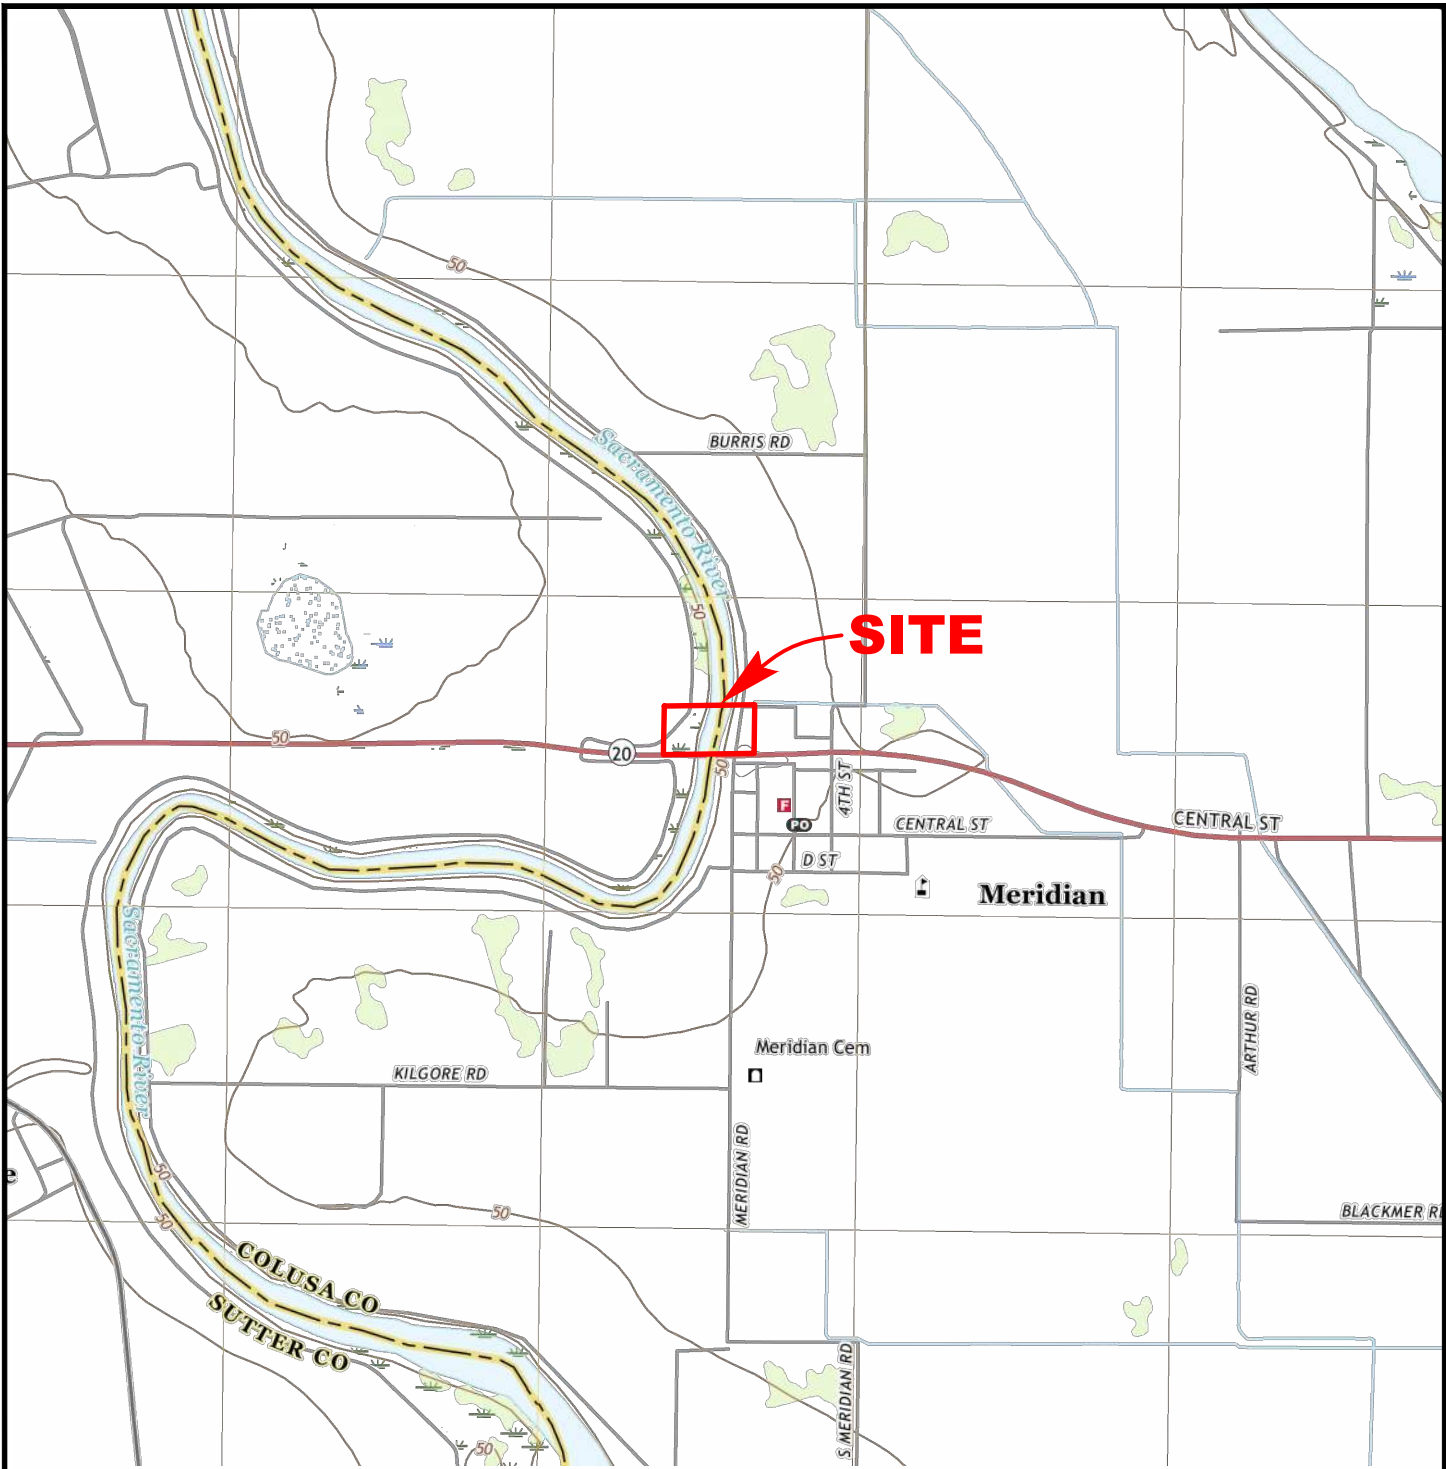 50
BURRIS RD
Sacramento River
50
SITE
50
20
50
4TH ST
F
PO
CENTRAL ST
CENTRAL ST
D ST
50
Meridian
Sacramento River
ARTHUR RD
Meridian Cem
KILGORE RD
MERIDIAN RD
e
50
50
50
BLACKMER R
COLUSA CO
SUTTER CO
S MERIDIAN RD
50